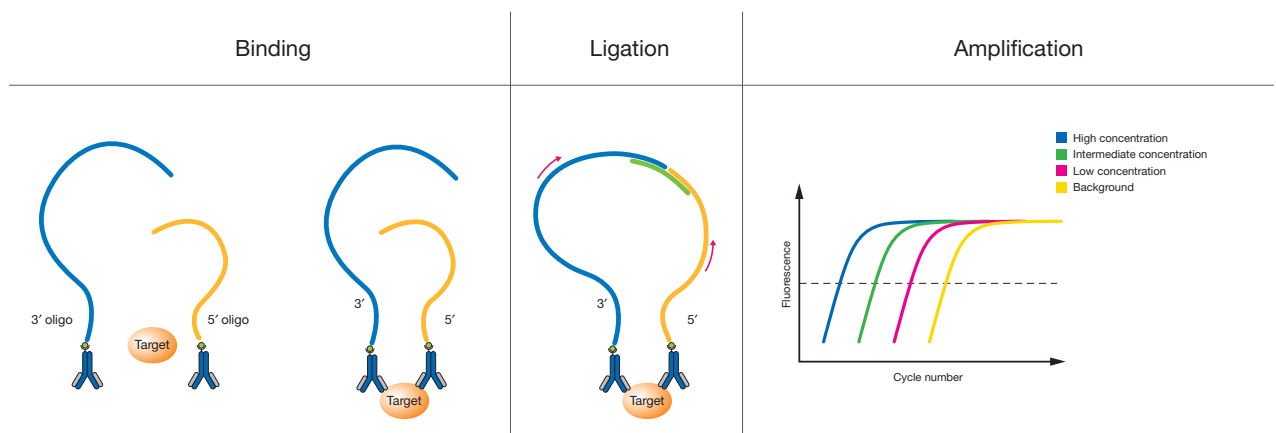 Binding
Ligation
Amplification
3′ oligo
5′ oligo
Target
3′
5′
Target
3′
5′
Target
High concentration
Intermediate concentration
Low concentration
Background
Fluorescence
Cycle number